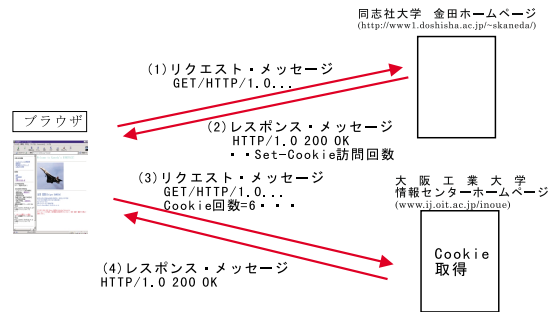 同志社大学 金田ホームページ
(http://www1.doshisha.ac.jp/~skaneda/)
(1)リクエスト・メッセージ
GET/HTTP/1.0...
ブラウザ
(2)レスポンス・メッセージ
HTTP/1.0 200 OK
・・Set-Cookie訪問回数
(3)リクエスト・メッセージ
GET/HTTP/1.0...
Cookie回数=6・・・
大阪工業大学
情報センターホームページ
(www.ij.oit.ac.jp/inoue)
Cookie
取得
(4)レスポンス・メッセージ
HTTP/1.0 200 OK